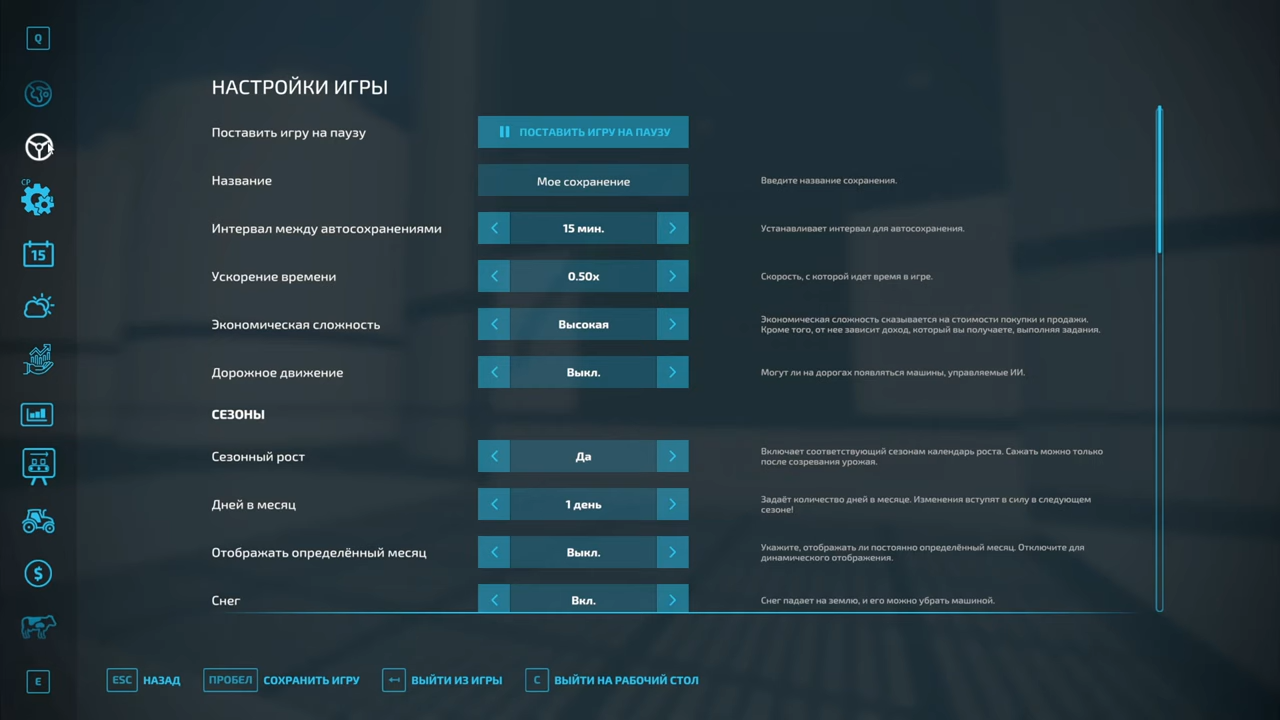 Q
НАСТРОЙКИ ИГРЫ
Поставить игру на паузу
ПОСТАВИТЬ ИГРУ НА ПАУЗУ
Название
Мое сохранение
Введите название сохранения.
Интервал между автосохранениями
15 мин.
Устанавливает интервал для автосохранения.
Ускорение времени
0.50x
Скорость, с которой идет время в игре.
Экономическая сложность
Высокая
Экономическая сложность сказывается на стоимости покупки и продажи.
Кроме того, от нее зависит доход, который вы получаете, выполняя задания.
Дорожное движение
Выкл.
Могут ли на дорогах появляться машины, управляемые ИИ.
СЕЗОНЫ
Сезонный рост
Да
Включает соответствующий сезонам календарь роста. Сажать можно только
после созревания урожая.
Дней в месяц
1 день
Задаёт количество дней в месяце. Изменения вступят в силу в следующем
сезоне!
Отображать определённый месяц
Выкл.
Укажите, отображать ли постоянно определённый месяц. Отключите для
динамического отображения.
Снег
Вкл.
Снег падает на землю, и его можно убрать машиной.
CP
15
$
E
ESC НАЗАД
ПРОБЕЛ СОХРАНИТЬ ИГРУ
ВЫЙТИ ИЗ ИГРЫ
C ВЫЙТИ НА РАБОЧИЙ СТОЛ